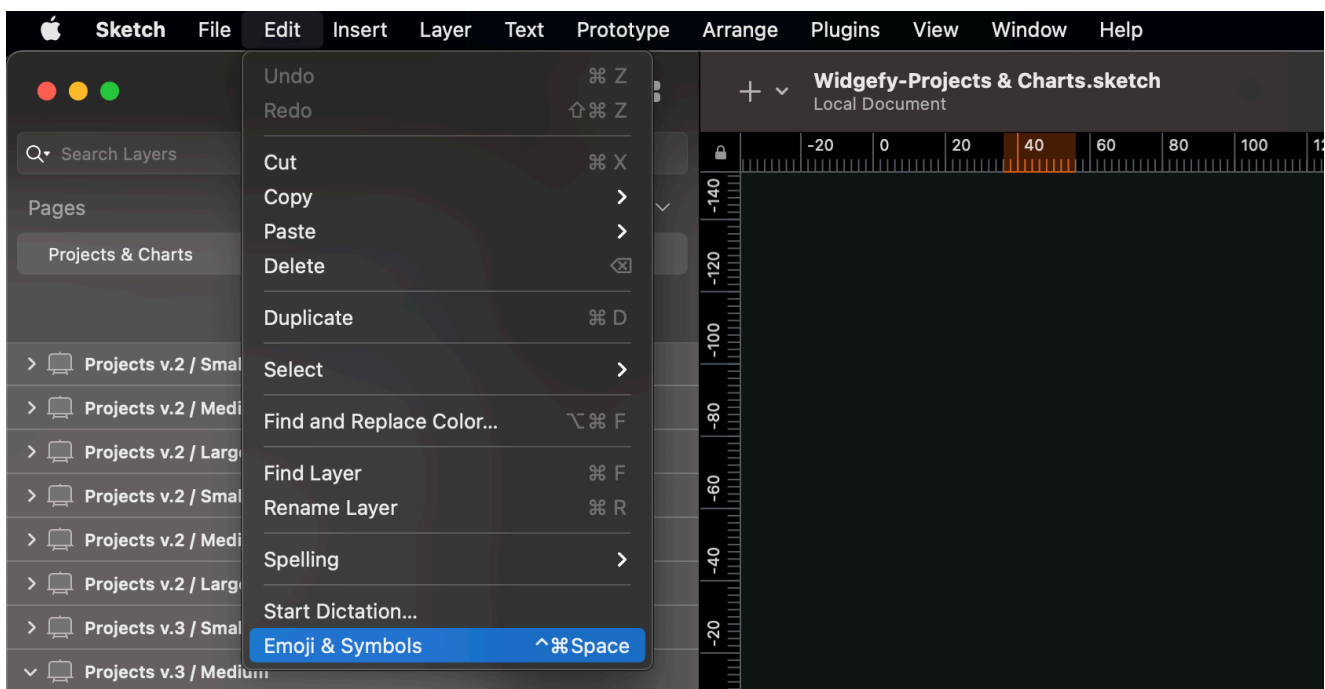 Sketch File Edit Insert Layer Text Prototype Arrange Plugins View Window Help
Undo ⌘ Z
Redo ⇧⌘ Z
Cut ⌘ X
Copy
Paste
Delete ⌫
Duplicate ⌘ D
Select
Find and Replace Color... ⌥⌘ F
Find Layer ⌘ F
Rename Layer ⌘ R
Spelling
Start Dictation...
Emoji & Symbols ^⌘Space
Search Layers
Pages
Projects & Charts
Projects v.2 / Smal
Projects v.2 / Medi
Projects v.2 / Larg
Projects v.2 / Smal
Projects v.2 / Medi
Projects v.2 / Larg
Projects v.3 / Smal
Projects v.3 / Medium
Widgefy-Projects & Charts.sketch
Local Document
-20 0 20 40 60 80 100
-140
-120
-100
-80
-60
-40
-20